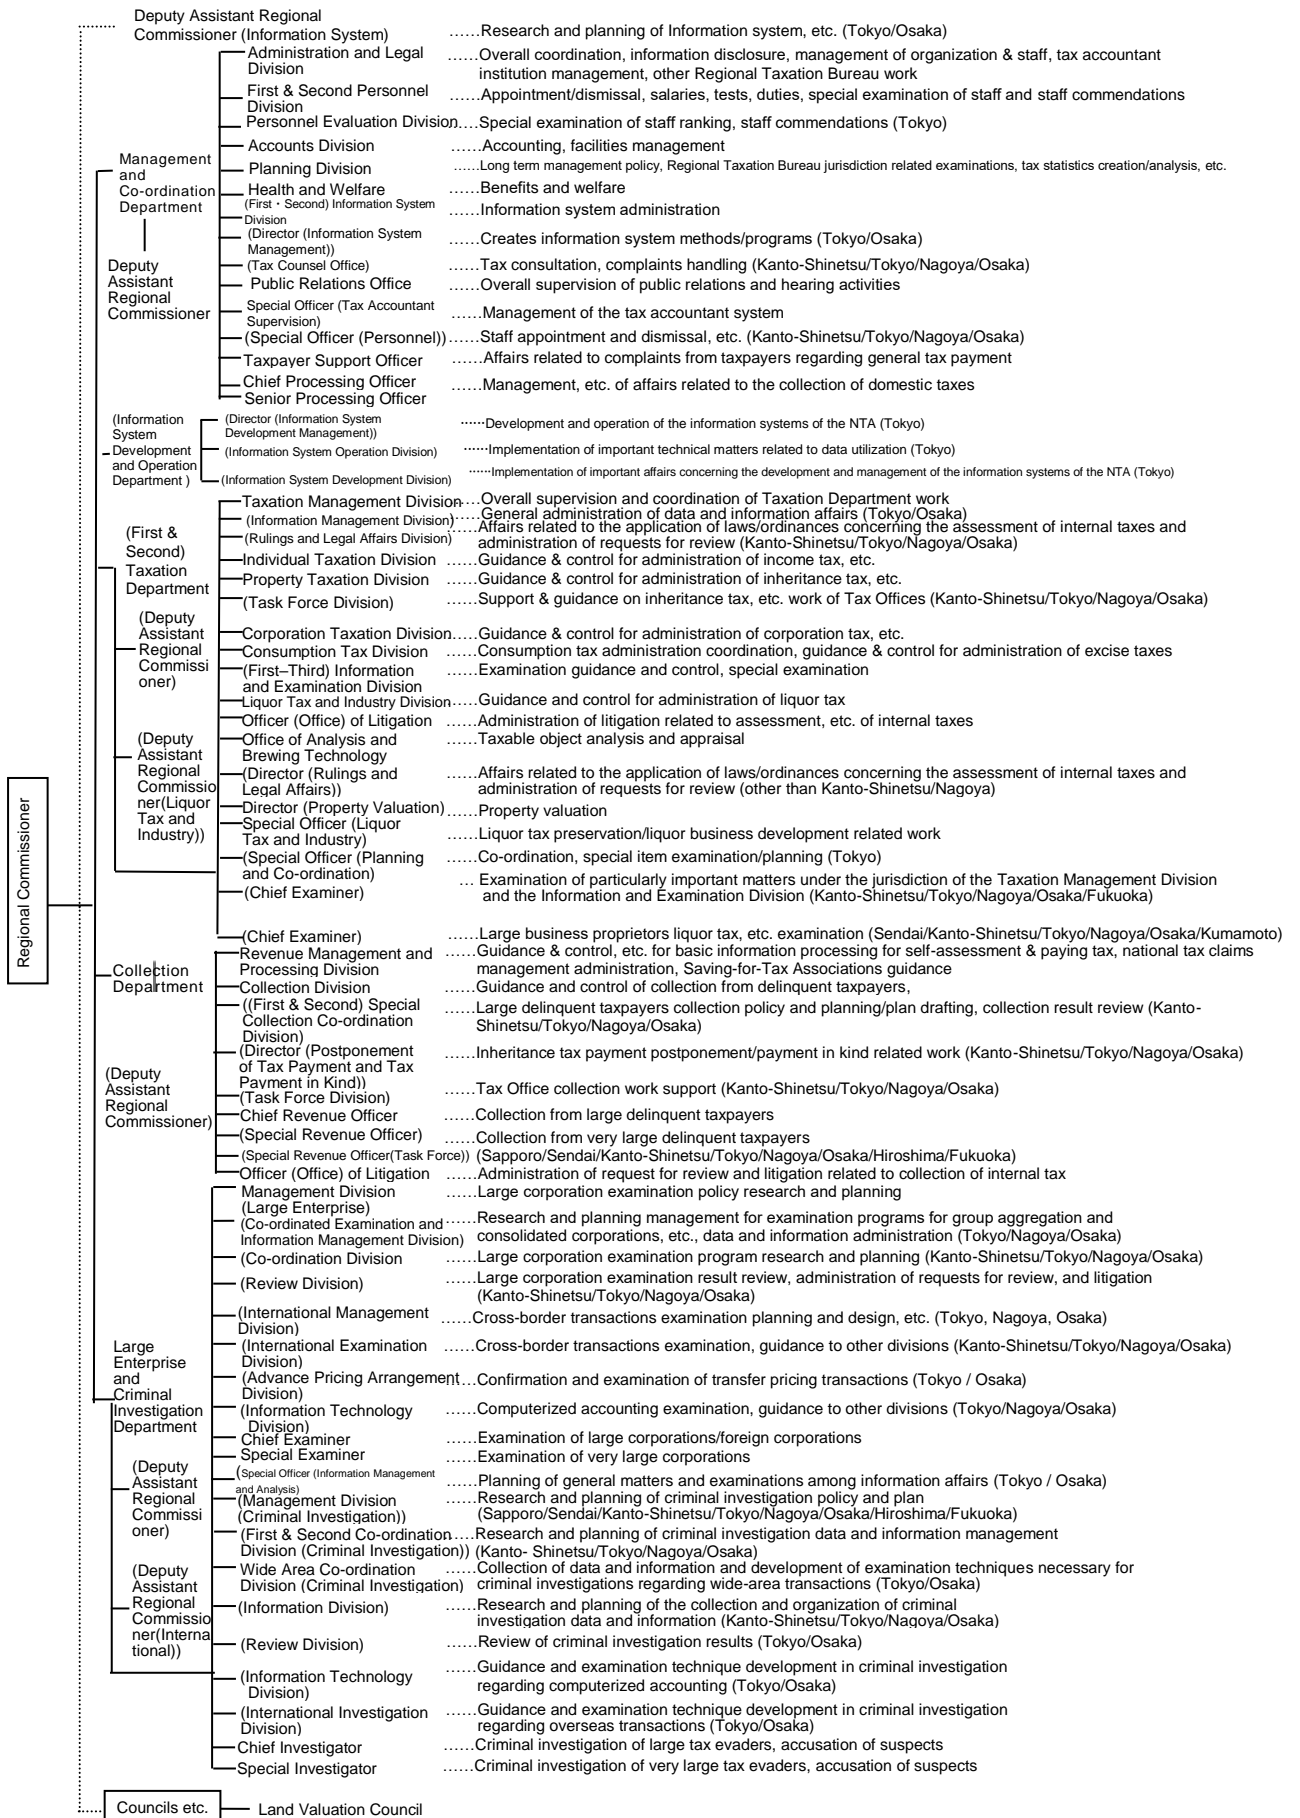 Deputy Assistant Regional
Commissioner (Information System) ……Research and planning of Information system, etc. (Tokyo/Osaka)
Administration and Legal
Division
……Overall coordination, information disclosure, management of organization & staff, tax accountant
institution management, other Regional Taxation Bureau work
First & Second Personnel
Division
……Appointment/dismissal, salaries, tests, duties, special examination of staff and staff commendations
Personnel Evaluation Division….Special examination of staff ranking, staff commendations (Tokyo)
Accounts Division ……Accounting, facilities management
Management
and
Co-ordination
Department
Planning Division ……Long term management policy, Regional Taxation Bureau jurisdiction related examinations, tax statistics creation/analysis, etc.
Health and Welfare ……Benefits and welfare
(First・Second) Information System
Division
……Information system administration
(Director (Information System
Management))
……Creates information system methods/programs (Tokyo/Osaka)
Deputy
Assistant
Regional
Commissioner
(Tax Counsel Office) ……Tax consultation, complaints handling (Kanto-Shinetsu/Tokyo/Nagoya/Osaka)
Public Relations Office ……Overall supervision of public relations and hearing activities
Special Officer (Tax Accountant
Supervision)
……Management of the tax accountant system
(Special Officer (Personnel))……Staff appointment and dismissal, etc. (Kanto-Shinetsu/Tokyo/Nagoya/Osaka)
Taxpayer Support Officer ……Affairs related to complaints from taxpayers regarding general tax payment
Chief Processing Officer
Senior Processing Officer
……Management, etc. of affairs related to the collection of domestic taxes
(Information
System
Development
and Operation
Department )
(Director (Information System
Development Management))
……Development and operation of the information systems of the NTA (Tokyo)
(Information System Operation Division) ……Implementation of important technical matters related to data utilization (Tokyo)
(Information System Development Division) ……Implementation of important affairs concerning the development and management of the information systems of the NTA (Tokyo)
(First &
Second)
Taxation
Department
Taxation Management Division….Overall supervision and coordination of Taxation Department work
(Information Management Division)……General administration of data and information affairs (Tokyo/Osaka)
(Rulings and Legal Affairs Division) ……Affairs related to the application of laws/ordinances concerning the assessment of internal taxes and
administration of requests for review (Kanto-Shinetsu/Tokyo/Nagoya/Osaka)
Individual Taxation Division ……Guidance & control for administration of income tax, etc.
Property Taxation Division ……Guidance & control for administration of inheritance tax, etc.
(Task Force Division) ……Support & guidance on inheritance tax, etc. work of Tax Offices (Kanto-Shinetsu/Tokyo/Nagoya/Osaka)
(Deputy
Assistant
Regional
Commissi
oner)
Corporation Taxation Division…..Guidance & control for administration of corporation tax, etc.
Consumption Tax Division ……Consumption tax administration coordination, guidance & control for administration of excise taxes
(First–Third) Information
and Examination Division
……Examination guidance and control, special examination
Liquor Tax and Industry Division…..Guidance and control for administration of liquor tax
Officer (Office) of Litigation ……Administration of litigation related to assessment, etc. of internal taxes
(Deputy
Assistant
Regional
Commissio
ner(Liquor
Tax and
Industry))
Office of Analysis and
Brewing Technology
……Taxable object analysis and appraisal
(Director (Rulings and
Legal Affairs))
……Affairs related to the application of laws/ordinances concerning the assessment of internal taxes and
administration of requests for review (other than Kanto-Shinetsu/Nagoya)
Director (Property Valuation)……Property valuation
Special Officer (Liquor
Tax and Industry)
……Liquor tax preservation/liquor business development related work
(Special Officer (Planning
and Co-ordination)
……Co-ordination, special item examination/planning (Tokyo)
(Chief Examiner) … Examination of particularly important matters under the jurisdiction of the Taxation Management Division
and the Information and Examination Division (Kanto-Shinetsu/Tokyo/Nagoya/Osaka/Fukuoka)
Regional Commissioner
(Chief Examiner) ……Large business proprietors liquor tax, etc. examination (Sendai/Kanto-Shinetsu/Tokyo/Nagoya/Osaka/Kumamoto)
Collection
Department
Revenue Management and
Processing Division
……Guidance & control, etc. for basic information processing for self-assessment & paying tax, national tax claims
management administration, Saving-for-Tax Associations guidance
Collection Division ……Guidance and control of collection from delinquent taxpayers,
((First & Second) Special
Collection Co-ordination
Division)
……Large delinquent taxpayers collection policy and planning/plan drafting, collection result review (Kanto-
Shinetsu/Tokyo/Nagoya/Osaka)
(Director (Postponement
of Tax Payment and Tax
Payment in Kind))
……Inheritance tax payment postponement/payment in kind related work (Kanto-Shinetsu/Tokyo/Nagoya/Osaka)
(Deputy
Assistant
Regional
Commissioner)
(Task Force Division) ……Tax Office collection work support (Kanto-Shinetsu/Tokyo/Nagoya/Osaka)
Chief Revenue Officer ……Collection from large delinquent taxpayers
(Special Revenue Officer) ……Collection from very large delinquent taxpayers
(Special Revenue Officer(Task Force)) (Sapporo/Sendai/Kanto-Shinetsu/Tokyo/Nagoya/Osaka/Hiroshima/Fukuoka)
Officer (Office) of Litigation ……Administration of request for review and litigation related to collection of internal tax
Management Division
(Large Enterprise)
……Large corporation examination policy research and planning
(Co-ordinated Examination and
Information Management Division)
……Research and planning management for examination programs for group aggregation and
consolidated corporations, etc., data and information administration (Tokyo/Nagoya/Osaka)
(Co-ordination Division ……Large corporation examination program research and planning (Kanto-Shinetsu/Tokyo/Nagoya/Osaka)
(Review Division) ……Large corporation examination result review, administration of requests for review, and litigation
(Kanto-Shinetsu/Tokyo/Nagoya/Osaka)
(International Management
Division)
……Cross-border transactions examination planning and design, etc. (Tokyo, Nagoya, Osaka)
Large
Enterprise
and
Criminal
Investigation
Department
(International Examination
Division)
……Cross-border transactions examination, guidance to other divisions (Kanto-Shinetsu/Tokyo/Nagoya/Osaka)
(Advance Pricing Arrangement
Division)
……Confirmation and examination of transfer pricing transactions (Tokyo / Osaka)
(Information Technology
Division)
……Computerized accounting examination, guidance to other divisions (Tokyo/Nagoya/Osaka)
Chief Examiner ……Examination of large corporations/foreign corporations
Special Examiner ……Examination of very large corporations
(Deputy
Assistant
Regional
Commissi
oner)
(Special Officer (Information Management
and Analysis)
……Planning of general matters and examinations among information affairs (Tokyo / Osaka)
(Management Division
(Criminal Investigation))
……Research and planning of criminal investigation policy and plan
(Sapporo/Sendai/Kanto-Shinetsu/Tokyo/Nagoya/Osaka/Hiroshima/Fukuoka)
(First & Second Co-ordination
Division (Criminal Investigation))
…..Research and planning of criminal investigation data and information management
(Kanto- Shinetsu/Tokyo/Nagoya/Osaka)
(Deputy
Assistant
Regional
Commissio
ner(Interna
tional))
Wide Area Co-ordination
Division (Criminal Investigation)
……Collection of data and information and development of examination techniques necessary for
criminal investigations regarding wide-area transactions (Tokyo/Osaka)
(Information Division) ……Research and planning of the collection and organization of criminal
investigation data and information (Kanto-Shinetsu/Tokyo/Nagoya/Osaka)
(Review Division) ……Review of criminal investigation results (Tokyo/Osaka)
(Information Technology
Division)
……Guidance and examination technique development in criminal investigation
regarding computerized accounting (Tokyo/Osaka)
(International Investigation
Division)
……Guidance and examination technique development in criminal investigation
regarding overseas transactions (Tokyo/Osaka)
Chief Investigator ……Criminal investigation of large tax evaders, accusation of suspects
Special Investigator ……Criminal investigation of very large tax evaders, accusation of suspects
Councils etc. Land Valuation Council